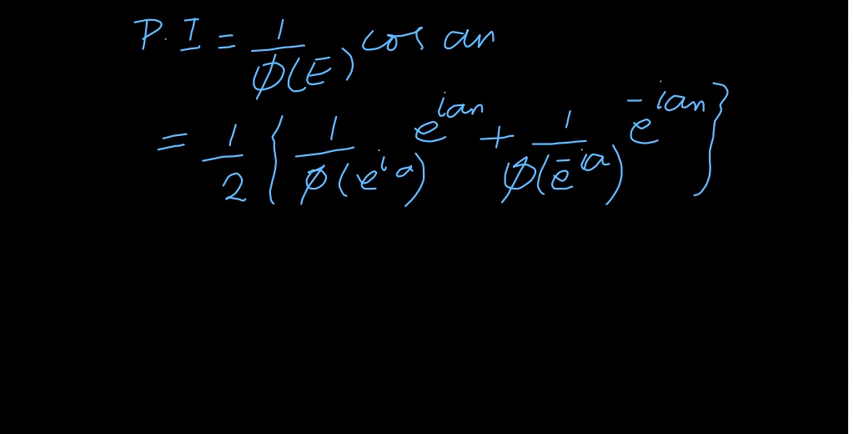 P.I = 1/ϕ(E) cos an
= 1/2 { 1/ϕ(e^{ia}) e^{ian} + 1/ϕ(e^{-ia}) e^{-ian} }